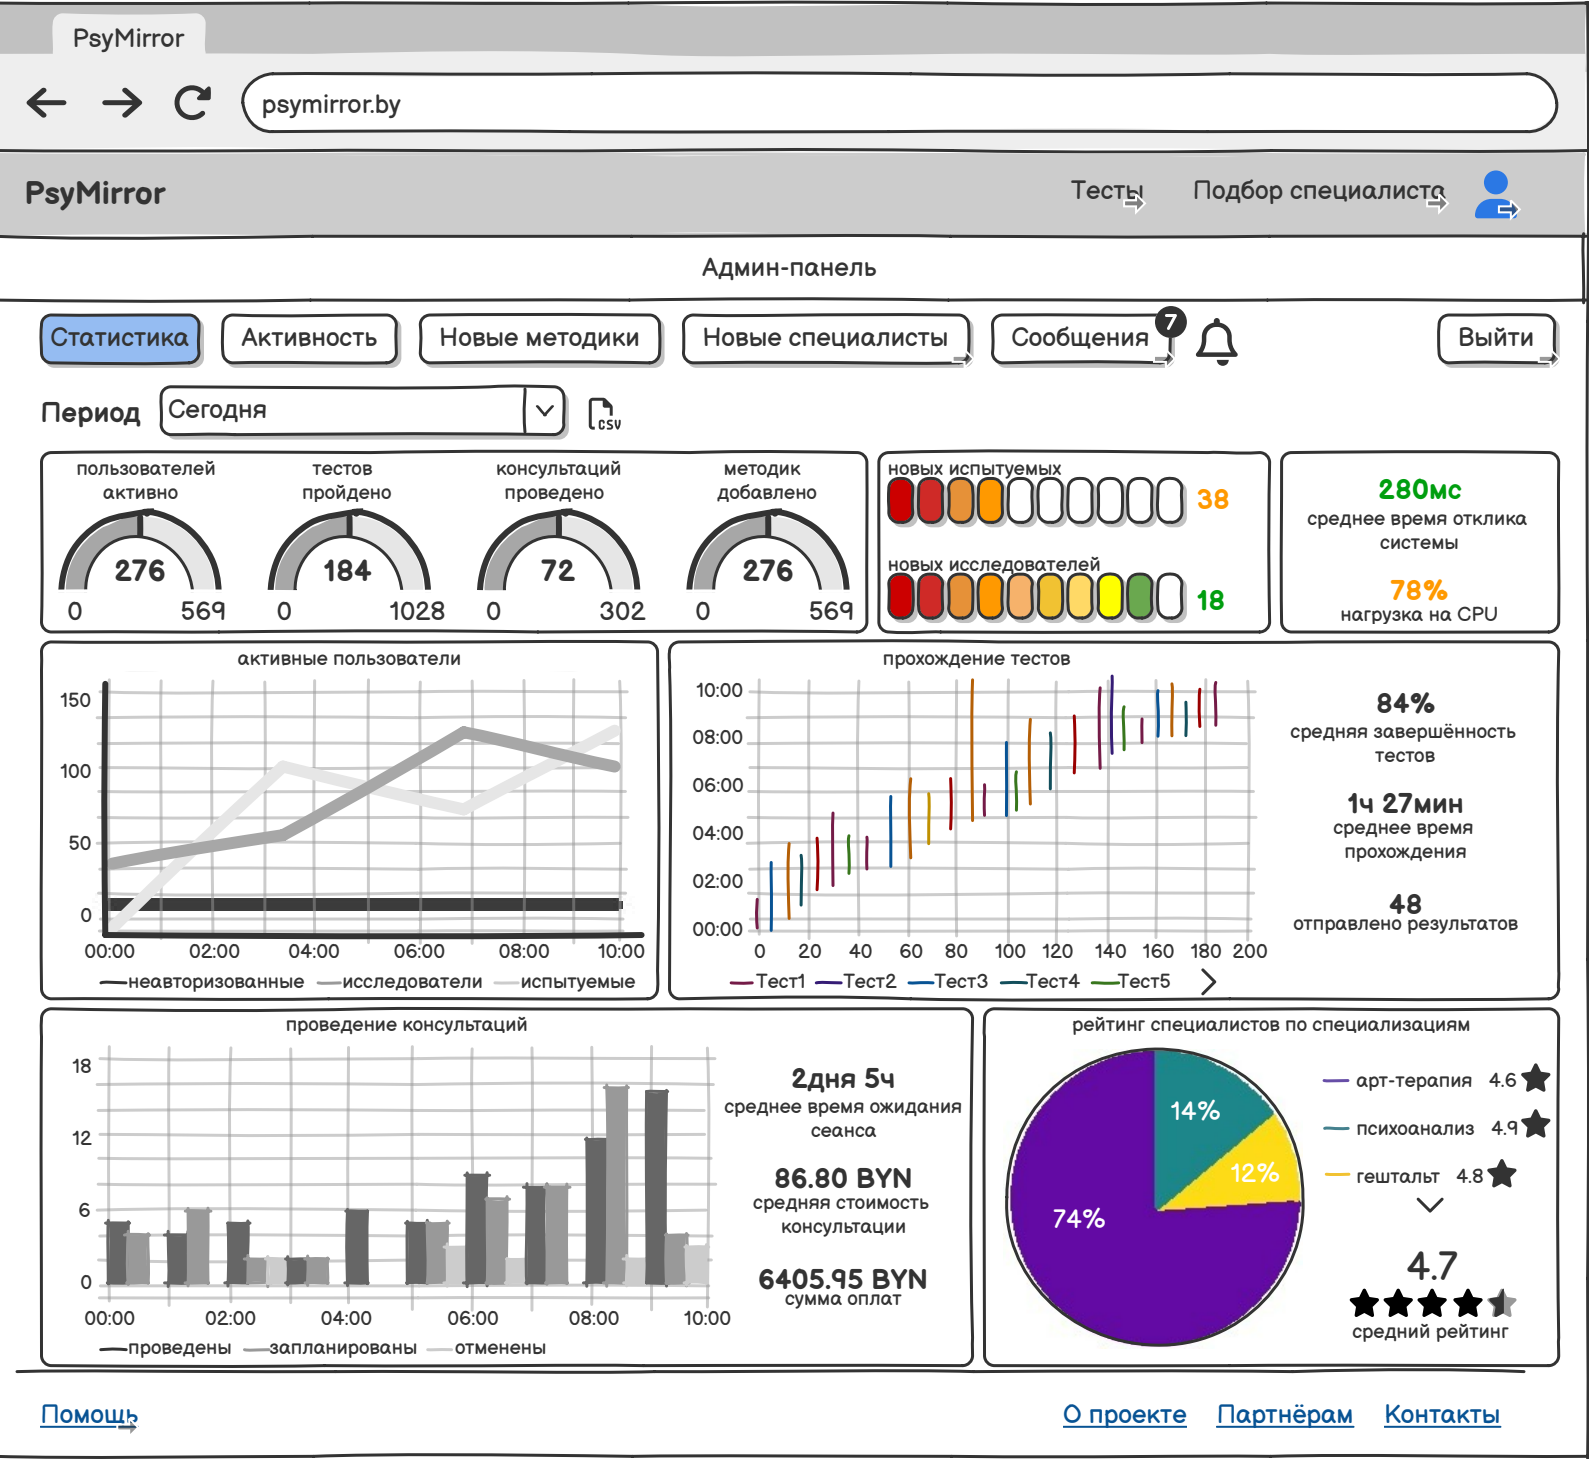 PsyMirror
psymirror.by
PsyMirror
Тесты
Подбор специалиста
Админ-панель
Статистика
Активность
Новые методики
Новые специалисты
Сообщения
7
Выйти
Период
Сегодня
CSV
пользователей
активно
276
0 569
тестов
пройдено
184
0 1028
консультаций
проведено
72
0 302
методик
добавлено
276
0 569
новых испытуемых
38
новых исследователей
18
280мс
среднее время отклика
системы
78%
нагрузка на CPU
активные пользователи
150
100
50
0
00:00 02:00 04:00 06:00 08:00 10:00
неавторизованные исследователи испытуемые
прохождение тестов
10:00
08:00
06:00
04:00
02:00
00:00
0 20 40 60 80 100 120 140 160 180 200
Тест1 Тест2 Тест3 Тест4 Тест5
84%
средняя завершённость
тестов
1ч 27мин
среднее время
прохождения
48
отправлено результатов
проведение консультаций
18
12
6
0
00:00 02:00 04:00 06:00 08:00 10:00
проведены запланированы отменены
2дня 5ч
среднее время ожидания
сеанса
86.80 BYN
средняя стоимость
консультации
6405.95 BYN
сумма оплат
рейтинг специалистов по специализациям
14%
12%
74%
арт-терапия 4.6
психоанализ 4.9
гештальт 4.8
4.7
средний рейтинг
Помощь
О проекте
Партнёрам
Контакты